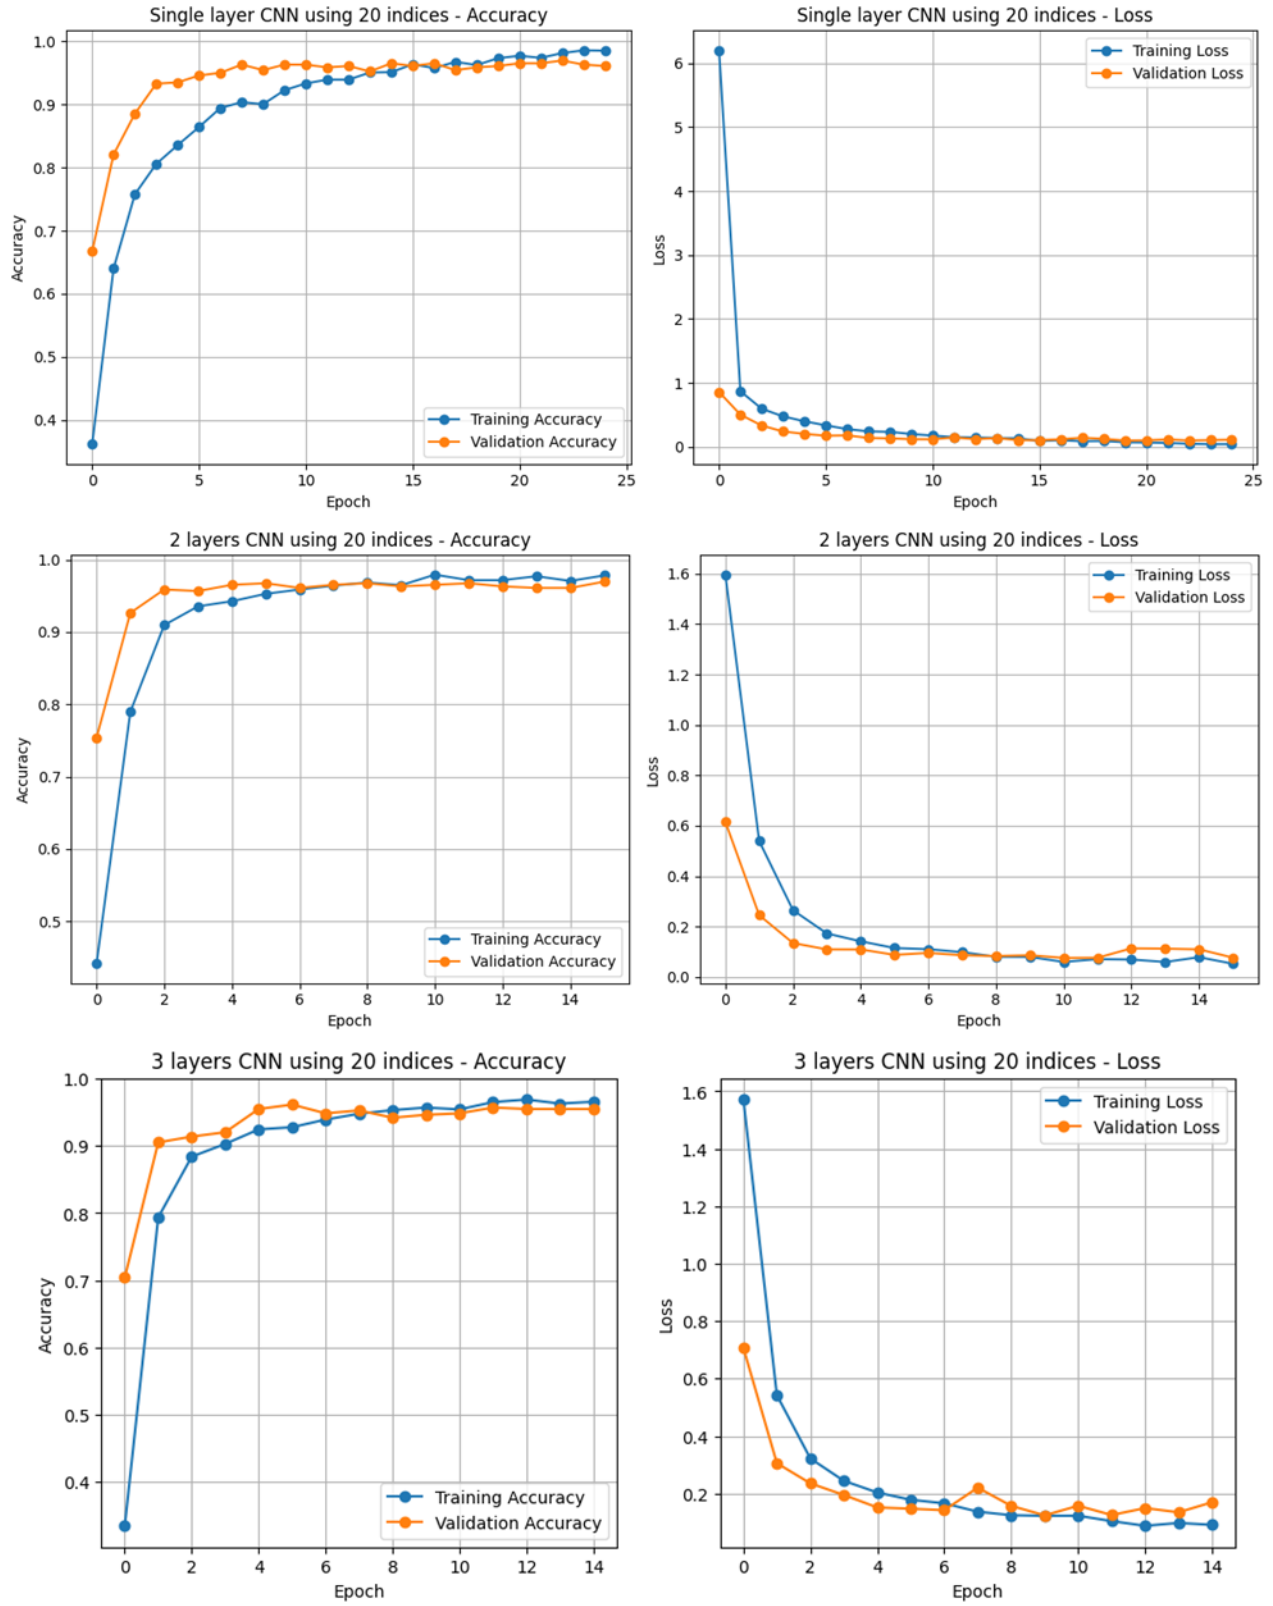 Single layer CNN using 20 indices - Accuracy
1.0
0.9
0.8
0.7
0.6
0.5
0.4
Accuracy
Training Accuracy
Validation Accuracy
0 5 10 15 20 25
Epoch
Single layer CNN using 20 indices - Loss
Training Loss
Validation Loss
6
5
4
3
2
1
0
Loss
0 5 10 15 20 25
Epoch
2 layers CNN using 20 indices - Accuracy
1.0
0.9
0.8
0.7
0.6
0.5
Accuracy
Training Accuracy
Validation Accuracy
0 2 4 6 8 10 12 14
Epoch
2 layers CNN using 20 indices - Loss
Training Loss
Validation Loss
1.6
1.4
1.2
1.0
0.8
0.6
0.4
0.2
0.0
Loss
0 2 4 6 8 10 12 14
Epoch
3 layers CNN using 20 indices - Accuracy
1.0
0.9
0.8
0.7
0.6
0.5
0.4
Accuracy
Training Accuracy
Validation Accuracy
0 2 4 6 8 10 12 14
Epoch
3 layers CNN using 20 indices - Loss
Training Loss
Validation Loss
1.6
1.4
1.2
1.0
0.8
0.6
0.4
0.2
Loss
0 2 4 6 8 10 12 14
Epoch